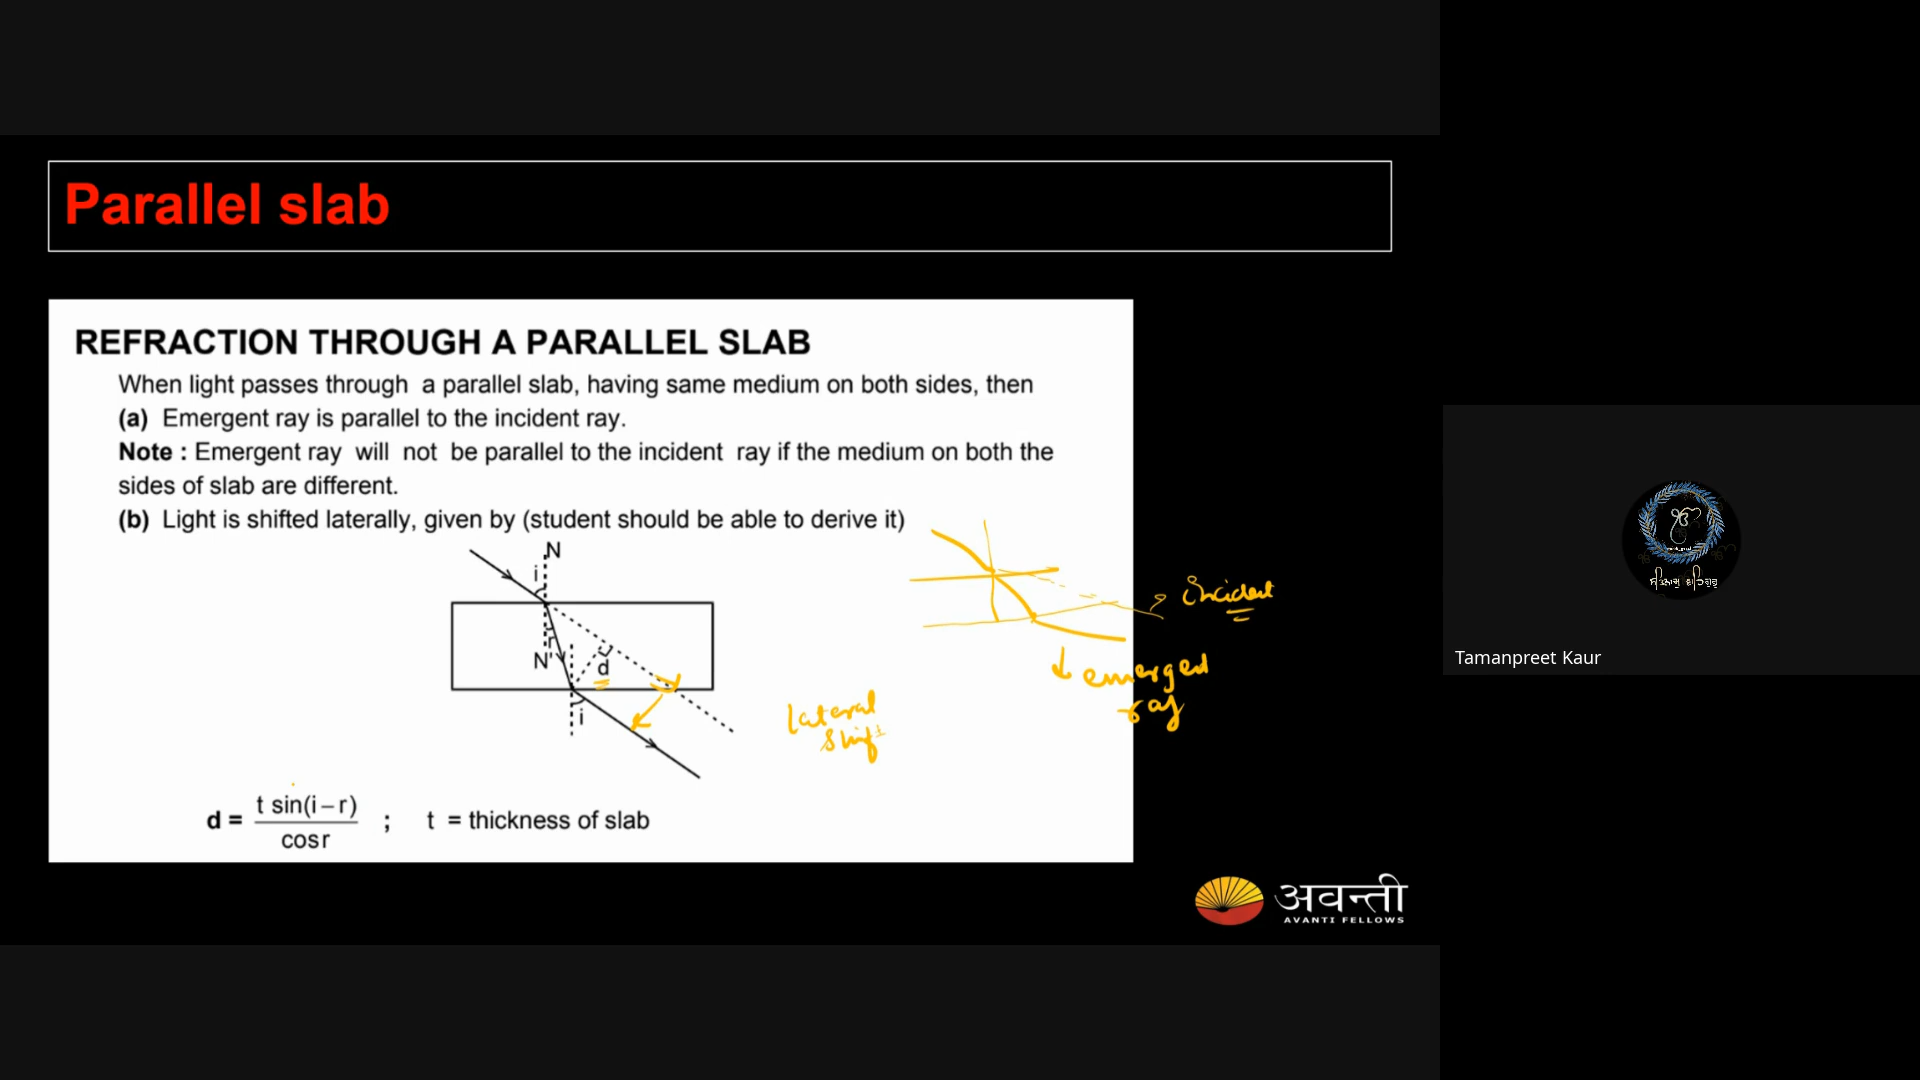 Parallel slab
REFRACTION THROUGH A PARALLEL SLAB
When light passes through a parallel slab, having same medium on both sides, then
(a) Emergent ray is parallel to the incident ray.
Note : Emergent ray will not be parallel to the incident ray if the medium on both the
sides of slab are different.
(b) Light is shifted laterally, given by (student should be able to derive it)
N
i
r
N'
d
i
Incident
emerged
ray
lateral
shift
d = t sin(i – r) / cos r ; t = thickness of slab
अवन्ती
AVANTI FELLOWS
Tamanpreet Kaur